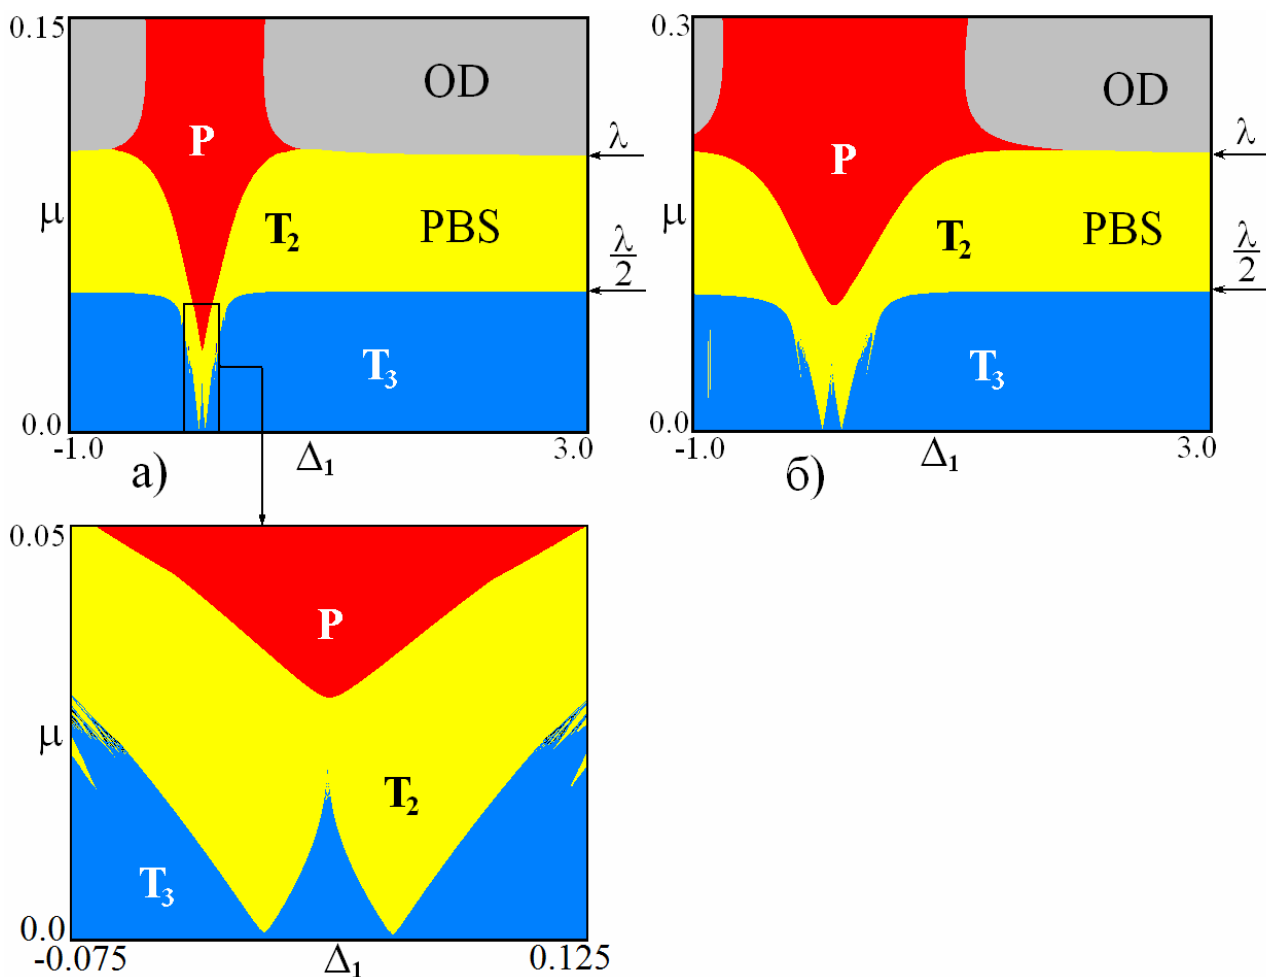 0.15
OD
P
λ
μ
T₂
PBS
λ/2
T₃
0.0
-1.0
Δ₁
3.0
а)
0.3
OD
P
λ
μ
T₂
PBS
λ/2
T₃
0.0
-1.0
Δ₁
3.0
б)
0.05
P
μ
T₂
T₃
0.0
-0.075
Δ₁
0.125